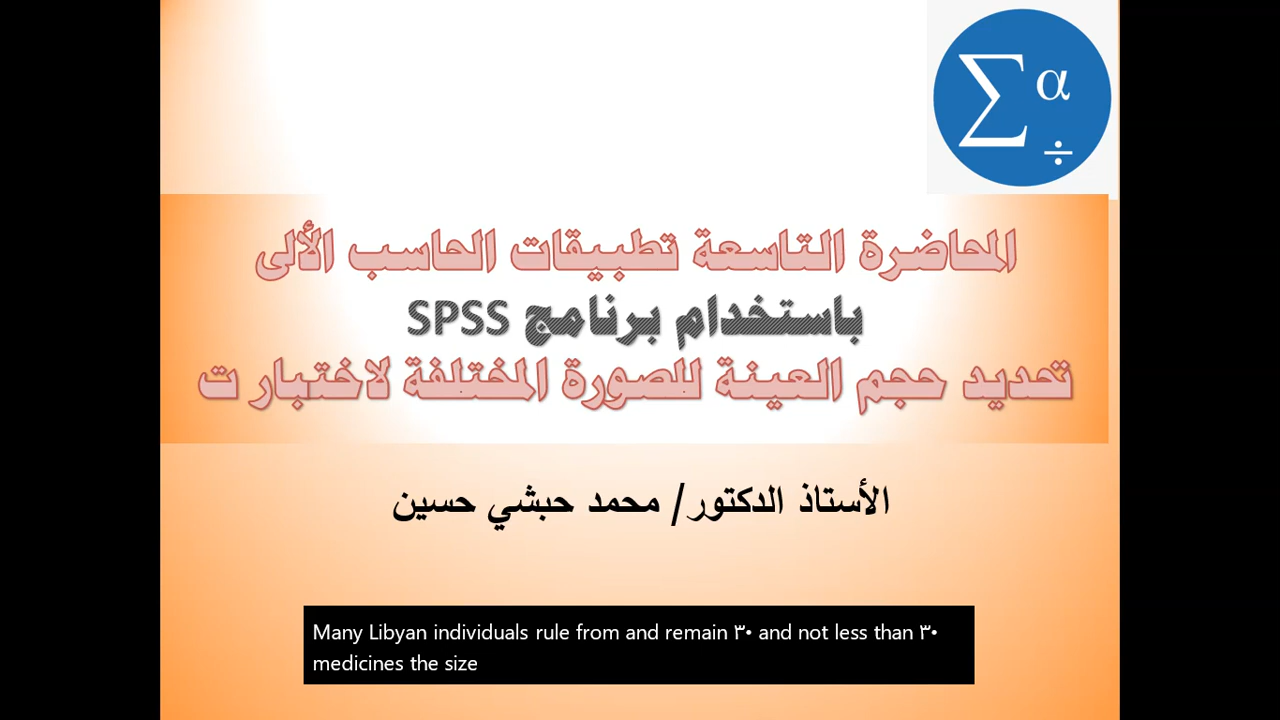 Σ α
÷
المحاضرة التاسعة تطبيقات الحاسب الألى
باستخدام برنامج SPSS
تحديد حجم العينة للصورة المختلفة لاختبار ت
الأستاذ الدكتور/ محمد حبشي حسين
Many Libyan individuals rule from and remain ٣٠ and not less than ٣٠
medicines the size